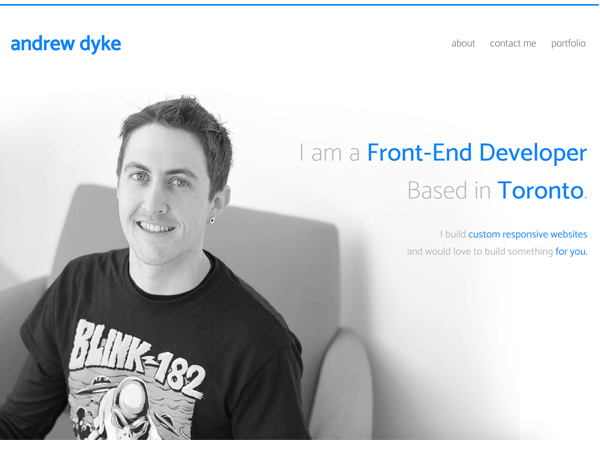 andrew dyke
about contact me portfolio
I am a Front-End Developer
Based in Toronto.
I build custom responsive websites
and would love to build something for you.
BLINK-182